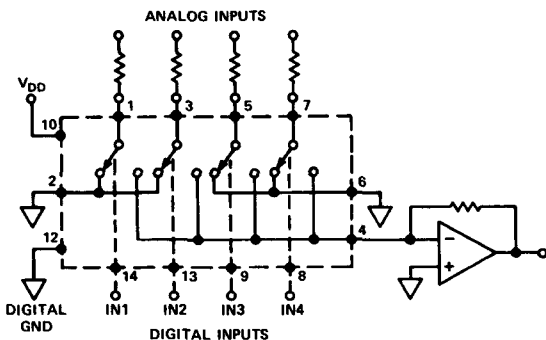 ANALOG INPUTS
VDD
10
1
3
5
7
2
6
12
4
14
13
9
8
DIGITAL
GND
IN1
IN2
IN3
IN4
DIGITAL INPUTS
−
+